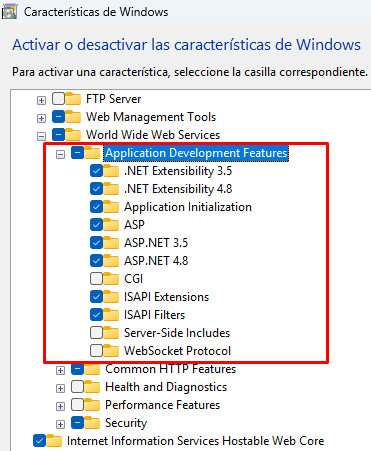 Características de Windows
Activar o desactivar las características de Windows
Para activar una característica, seleccione la casilla correspondiente.
FTP Server
Web Management Tools
World Wide Web Services
Application Development Features
.NET Extensibility 3.5
.NET Extensibility 4.8
Application Initialization
ASP
ASP.NET 3.5
ASP.NET 4.8
CGI
ISAPI Extensions
ISAPI Filters
Server-Side Includes
WebSocket Protocol
Common HTTP Features
Health and Diagnostics
Performance Features
Security
Internet Information Services Hostable Web Core